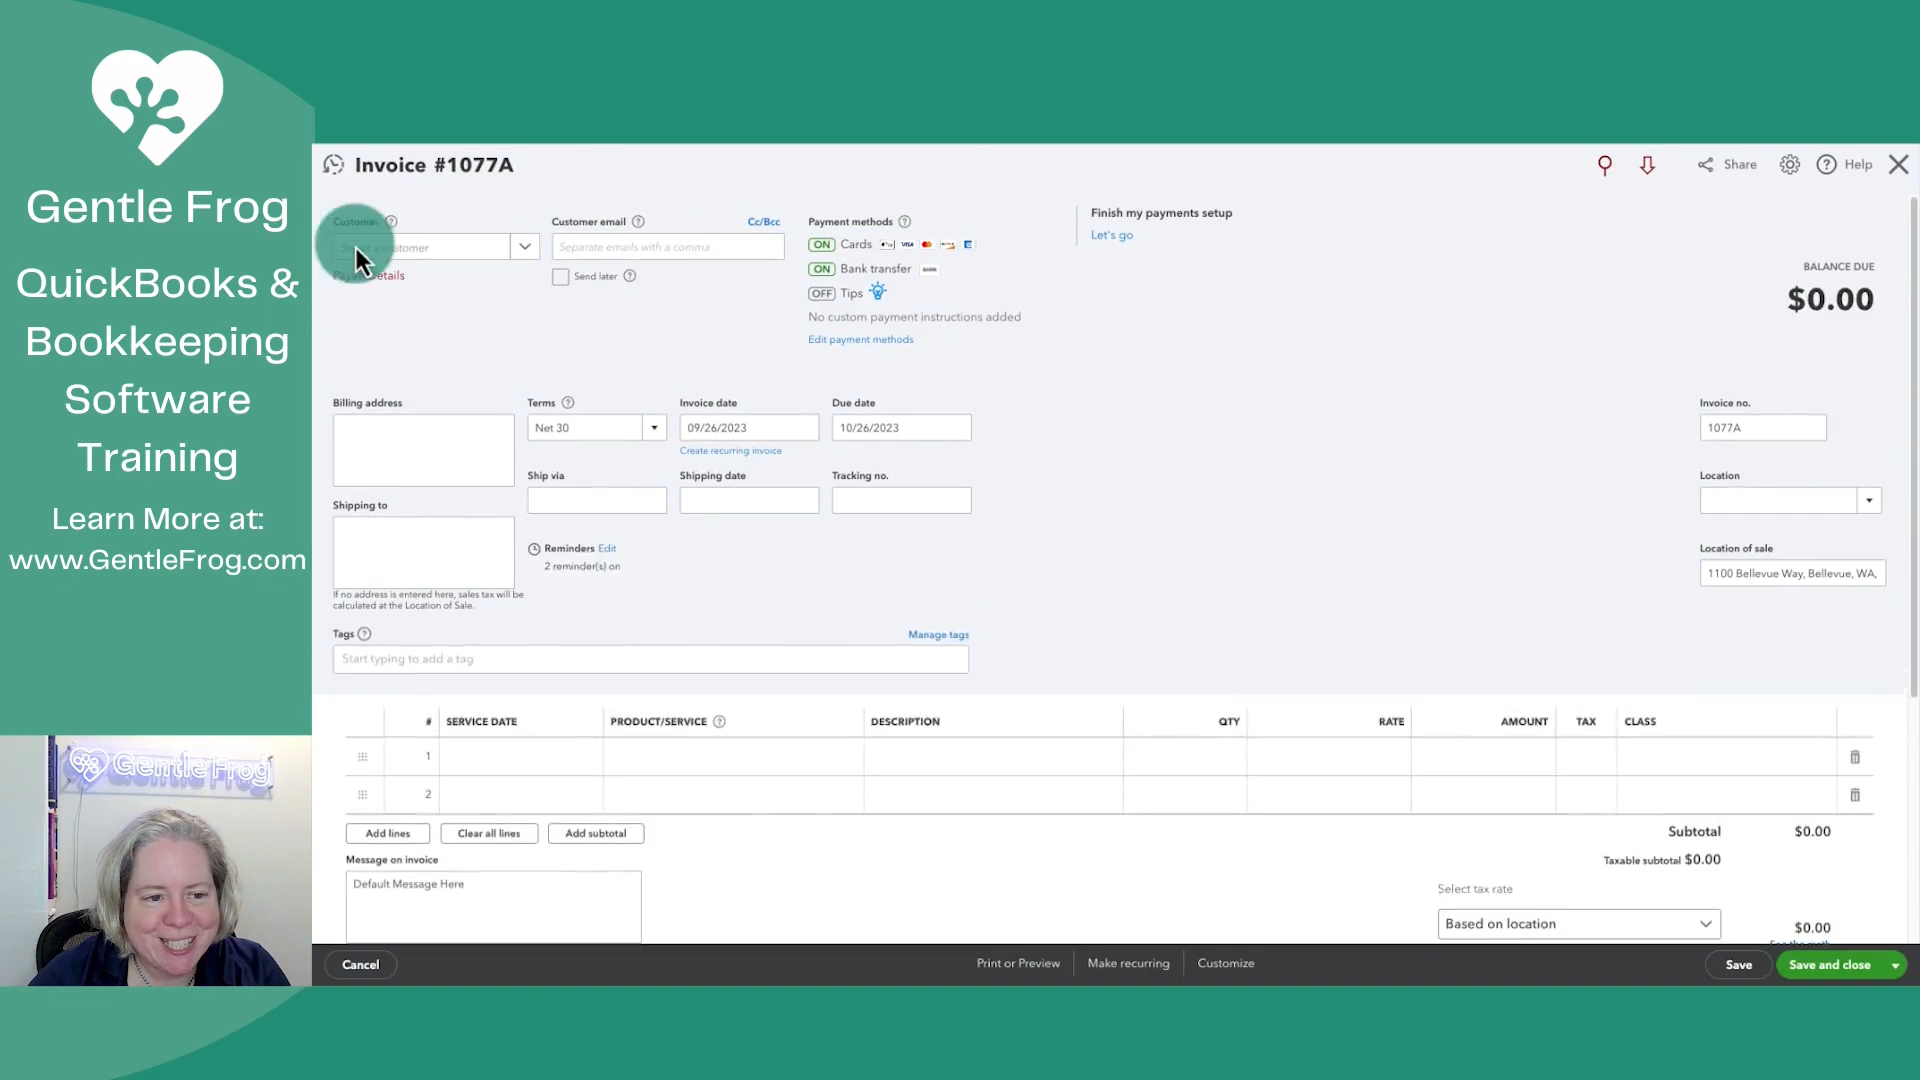 Gentle Frog
QuickBooks &
Bookkeeping
Software
Training
Learn More at:
www.GentleFrog.com
Gentle Frog
Invoice #1077A
Share
Help
Customer
Customer email
Cc/Bcc
Separate emails with a comma
Send later
Payment methods
ON Cards VISA
ON Bank transfer BANK
OFF Tips
No custom payment instructions added
Edit payment methods
Finish my payments setup
Let's go
BALANCE DUE
$0.00
Billing address
Terms
Net 30
Invoice date
09/26/2023
Create recurring invoice
Due date
10/26/2023
Invoice no.
1077A
Ship via
Shipping date
Tracking no.
Location
Shipping to
If no address is entered here, sales tax will be
calculated at the Location of Sale.
Reminders Edit
2 reminder(s) on
Location of sale
1100 Bellevue Way, Bellevue, WA,
Tags
Manage tags
Start typing to add a tag
# SERVICE DATE PRODUCT/SERVICE DESCRIPTION QTY RATE AMOUNT TAX CLASS
1
2
Add lines Clear all lines Add subtotal
Subtotal $0.00
Taxable subtotal $0.00
Message on invoice
Default Message Here
Select tax rate
Based on location
$0.00
Cancel
Print or Preview
Make recurring
Customize
Save
Save and close